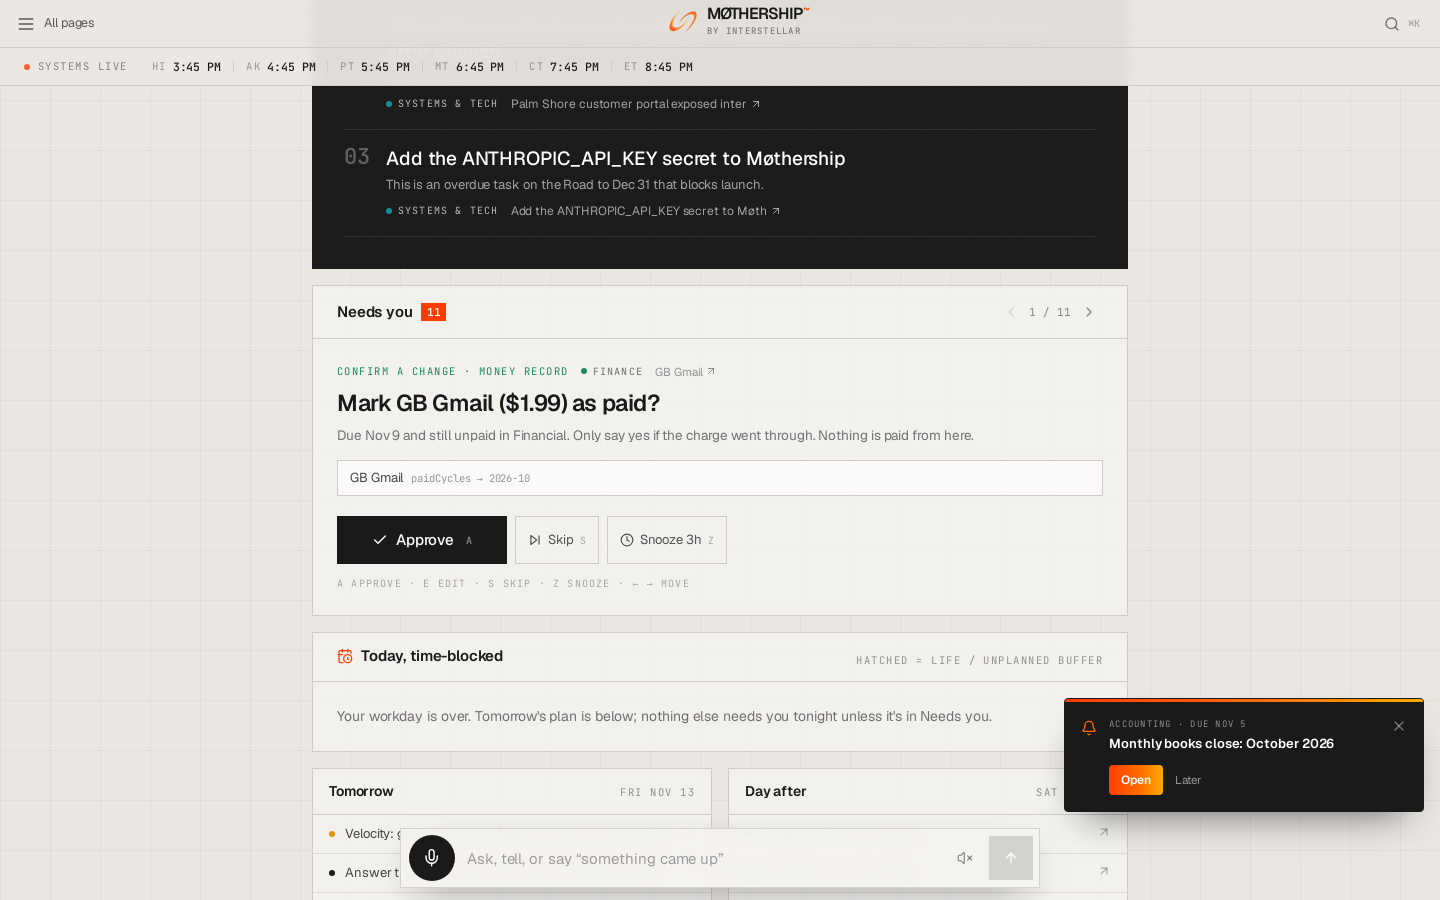 All pages
MØTHERSHIP™
BY INTERSTELLAR
⌘K
SYSTEMS LIVE HI 3:45 PM AK 4:45 PM PT 5:45 PM MT 6:45 PM CT 7:45 PM ET 8:45 PM
SYSTEMS & TECH Palm Shore customer portal exposed inter
03 Add the ANTHROPIC_API_KEY secret to Møthership
This is an overdue task on the Road to Dec 31 that blocks launch.
SYSTEMS & TECH Add the ANTHROPIC_API_KEY secret to Møth
Needs you 11
1 / 11
CONFIRM A CHANGE · MONEY RECORD FINANCE GB Gmail
Mark GB Gmail ($1.99) as paid?
Due Nov 9 and still unpaid in Financial. Only say yes if the charge went through. Nothing is paid from here.
GB Gmail paidCycles → 2026-10
Approve A Skip S Snooze 3h Z
A APPROVE · E EDIT · S SKIP · Z SNOOZE · ← → MOVE
Today, time-blocked
HATCHED = LIFE / UNPLANNED BUFFER
Your workday is over. Tomorrow's plan is below; nothing else needs you tonight unless it's in Needs you.
ACCOUNTING · DUE NOV 5
Monthly books close: October 2026
Open Later
Tomorrow FRI NOV 13
Day after SAT
Velocity:
Answer
Ask, tell, or say “something came up”